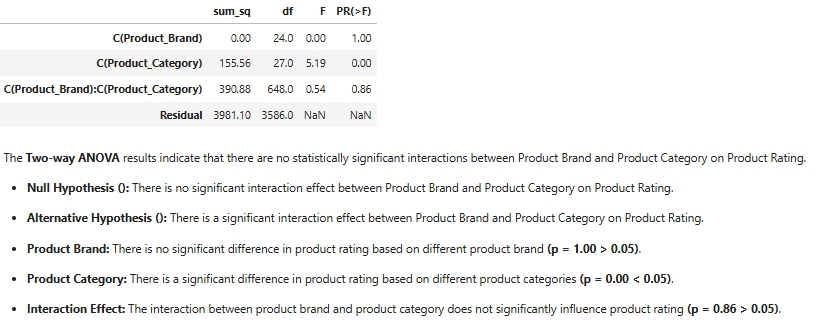 sum_sq df F PR(>F)
C(Product_Brand) 0.00 24.0 0.00 1.00
C(Product_Category) 155.56 27.0 5.19 0.00
C(Product_Brand):C(Product_Category) 390.88 648.0 0.54 0.86
Residual 3981.10 3586.0 NaN NaN
The Two-way ANOVA results indicate that there are no statistically significant interactions between Product Brand and Product Category on Product Rating.
• Null Hypothesis (): There is no significant interaction effect between Product Brand and Product Category on Product Rating.
• Alternative Hypothesis (): There is a significant interaction effect between Product Brand and Product Category on Product Rating.
• Product Brand: There is no significant difference in product rating based on different product brand (p = 1.00 > 0.05).
• Product Category: There is a significant difference in product rating based on different product categories (p = 0.00 < 0.05).
• Interaction Effect: The interaction between product brand and product category does not significantly influence product rating (p = 0.86 > 0.05).